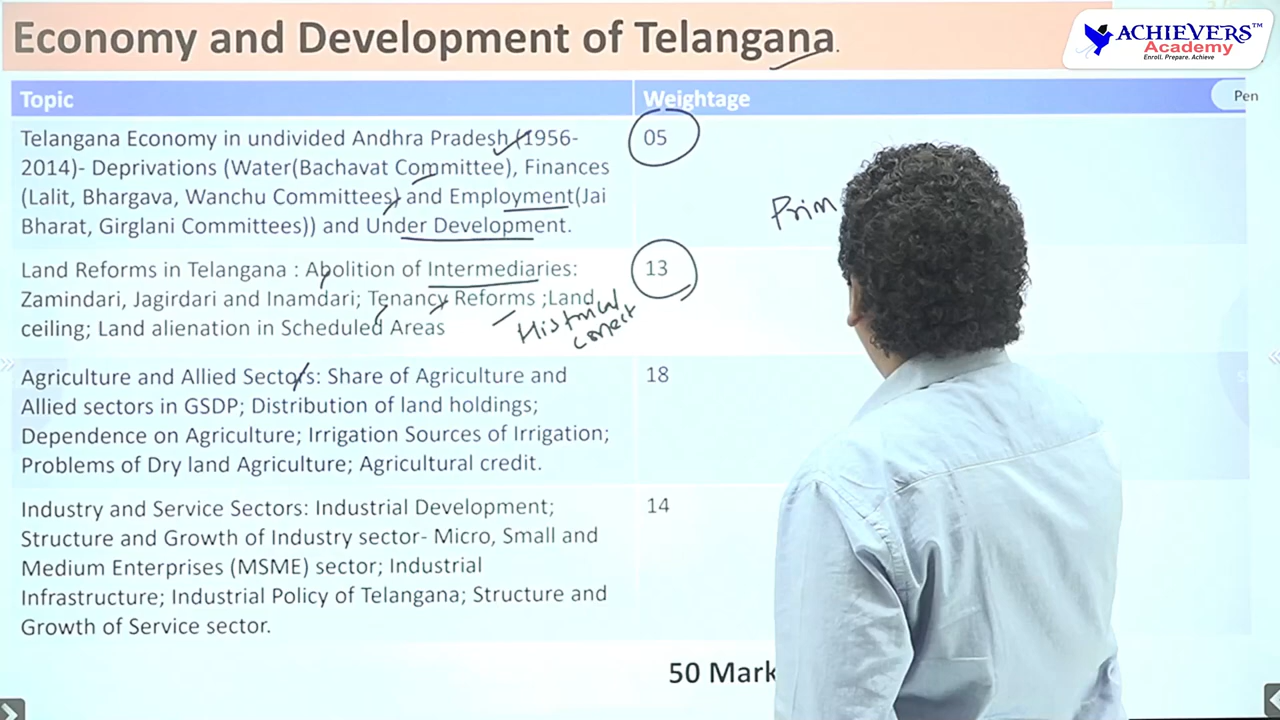 Economy and Development of Telangana.
ACHIEVERS™
Academy
Enroll. Prepare. Achieve
Topic
Weightage
Pen
Telangana Economy in undivided Andhra Pradesh (1956-
2014)- Deprivations (Water(Bachavat Committee), Finances
(Lalit, Bhargava, Wanchu Committees) and Employment(Jai
Bharat, Girglani Committees)) and Under Development.
05
Prim
Land Reforms in Telangana : Abolition of Intermediaries:
Zamindari, Jagirdari and Inamdari; Tenancy Reforms ;Land
ceiling; Land alienation in Scheduled Areas
13
Historical
Agriculture and Allied Sectors: Share of Agriculture and
Allied sectors in GSDP; Distribution of land holdings;
Dependence on Agriculture; Irrigation Sources of Irrigation;
Problems of Dry land Agriculture; Agricultural credit.
18
Industry and Service Sectors: Industrial Development;
Structure and Growth of Industry sector- Micro, Small and
Medium Enterprises (MSME) sector; Industrial
Infrastructure; Industrial Policy of Telangana; Structure and
Growth of Service sector.
14
50 Mark